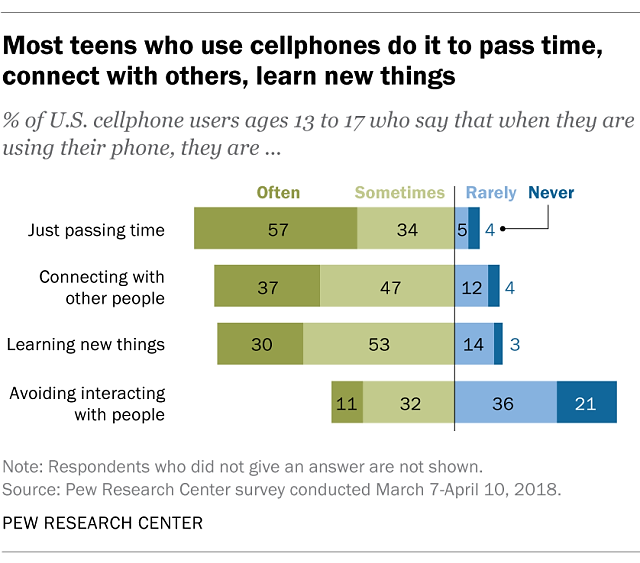 Most teens who use cellphones do it to pass time,
connect with others, learn new things
% of U.S. cellphone users ages 13 to 17 who say that when they are
using their phone, they are ...
Often Sometimes Rarely Never
Just passing time 57 34 5 4
Connecting with
other people 37 47 12 4
Learning new things 30 53 14 3
Avoiding interacting
with people 11 32 36 21
Note: Respondents who did not give an answer are not shown.
Source: Pew Research Center survey conducted March 7-April 10, 2018.
PEW RESEARCH CENTER